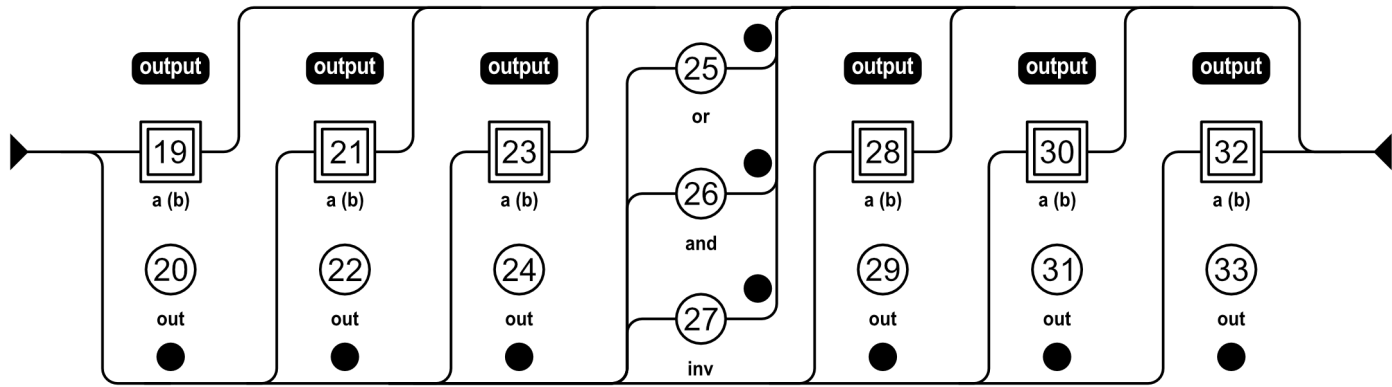 output output output 25 output output output
or
19 21 23 28 30 32
a (b) a (b) a (b) 26 a (b) a (b) a (b)
and
20 22 24 29 31 33
out out out 27 out out out
inv